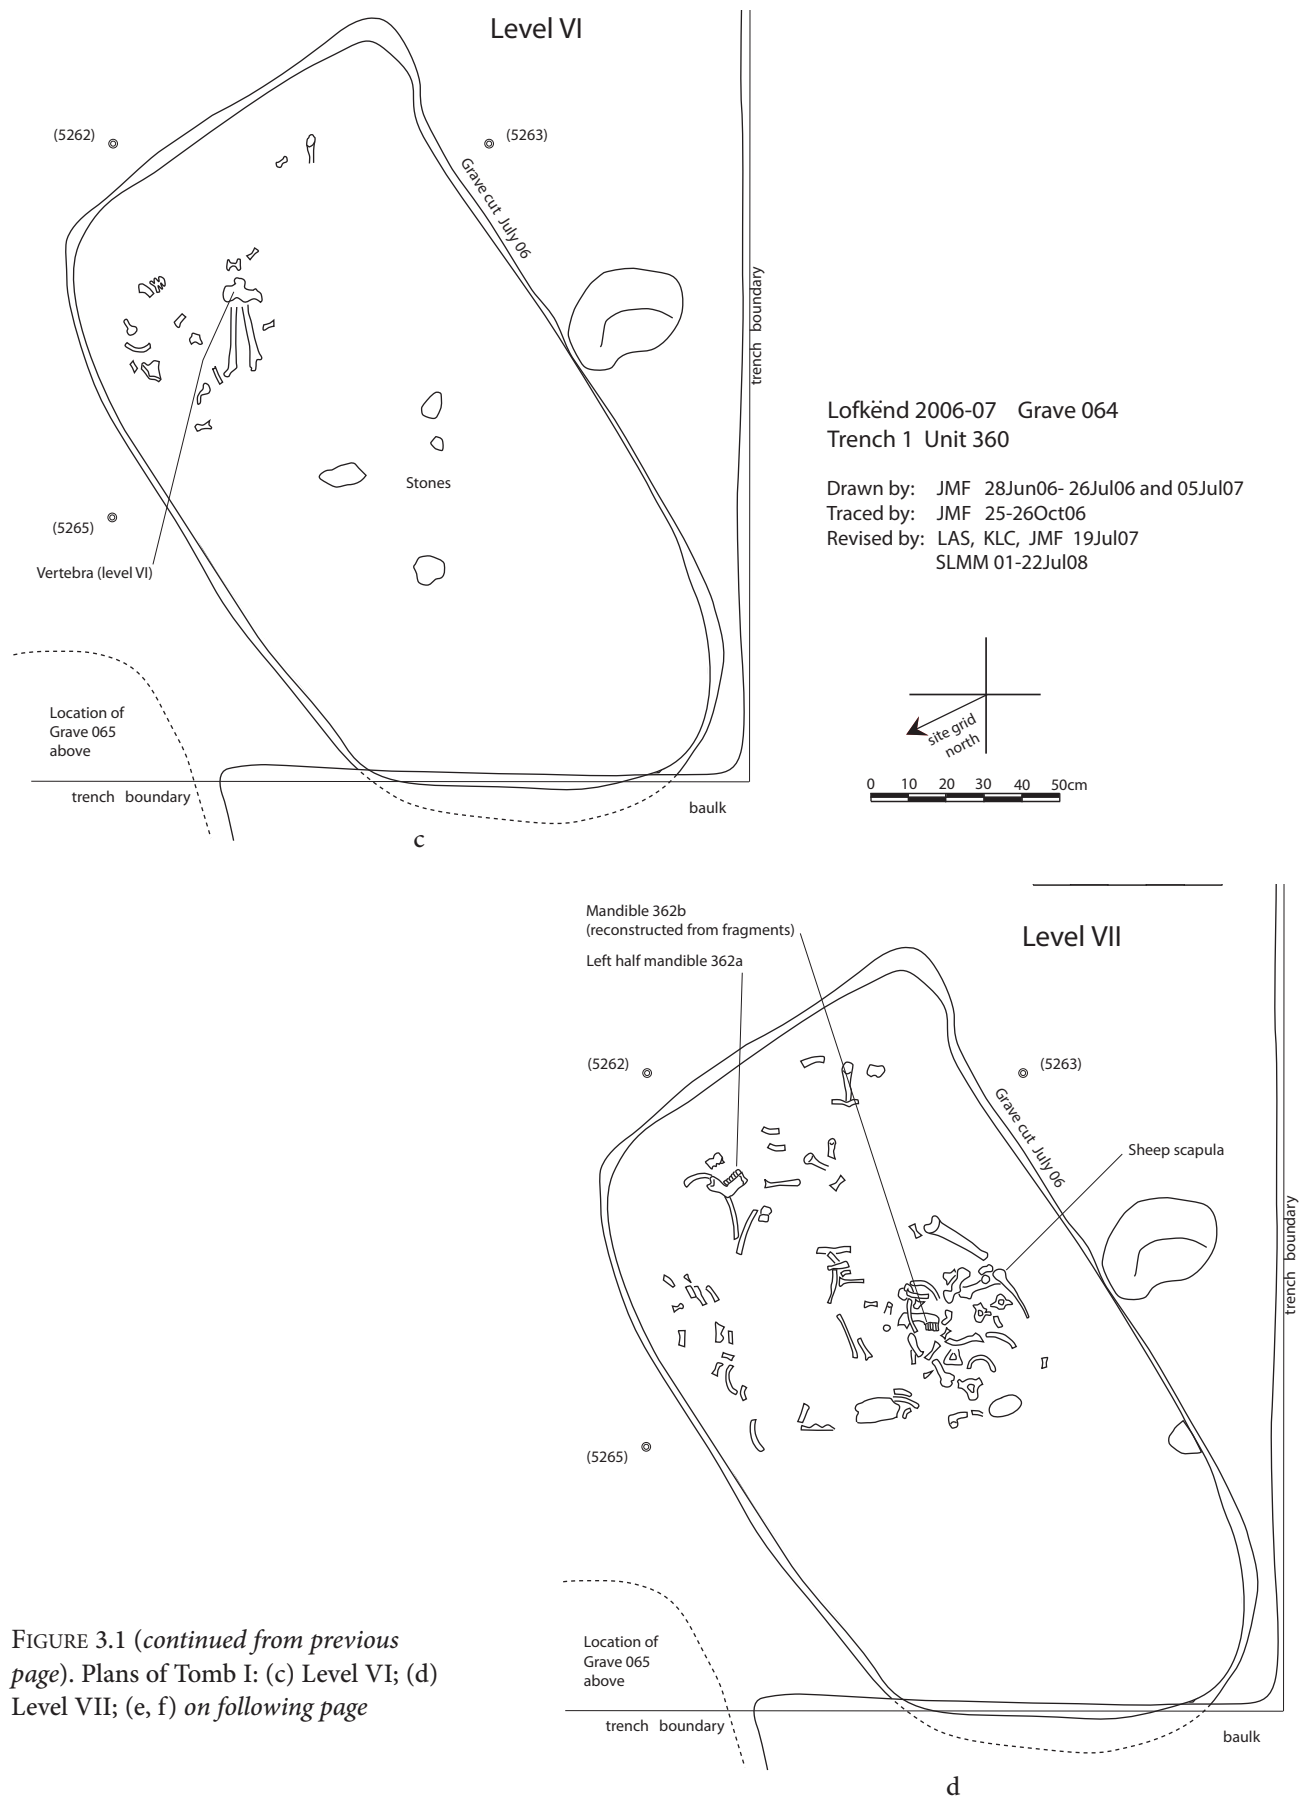 Level VI
(5262)
(5263)
Grave cut July 06
trench boundary
Stones
(5265)
Vertebra (level VI)
Location of
Grave 065
above
trench boundary
baulk
c
Lofkënd 2006-07 Grave 064
Trench 1 Unit 360
Drawn by: JMF 28Jun06- 26Jul06 and 05Jul07
Traced by: JMF 25-26Oct06
Revised by: LAS, KLC, JMF 19Jul07
SLMM 01-22Jul08
site grid
north
0 10 20 30 40 50cm
Mandible 362b
(reconstructed from fragments)
Left half mandible 362a
Level VII
(5262)
(5263)
Grave cut July 06
Sheep scapula
trench boundary
(5265)
Location of
Grave 065
above
trench boundary
baulk
d
FIGURE 3.1 (continued from previous
page). Plans of Tomb I: (c) Level VI; (d)
Level VII; (e, f) on following page